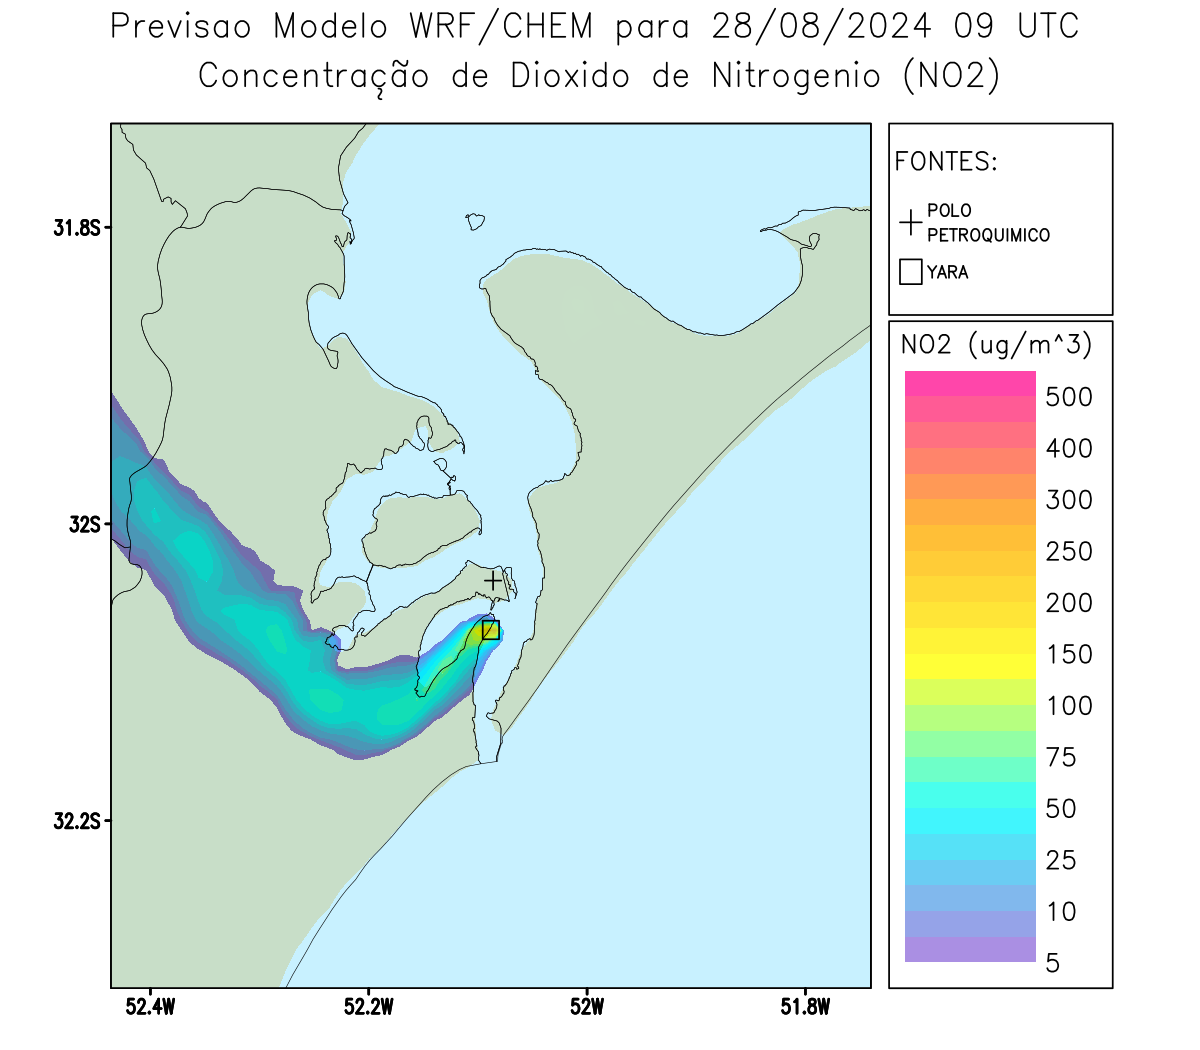 Previsao Modelo WRF/CHEM para 28/08/2024 09 UTC
Concentração de Dioxido de Nitrogenio (NO2)
FONTES:
POLO
PETROQUIMICO
YARA
31.8S
32S
32.2S
52.4W
52.2W
52W
51.8W
NO2 (ug/m^3)
500
400
300
250
200
150
100
75
50
25
10
5